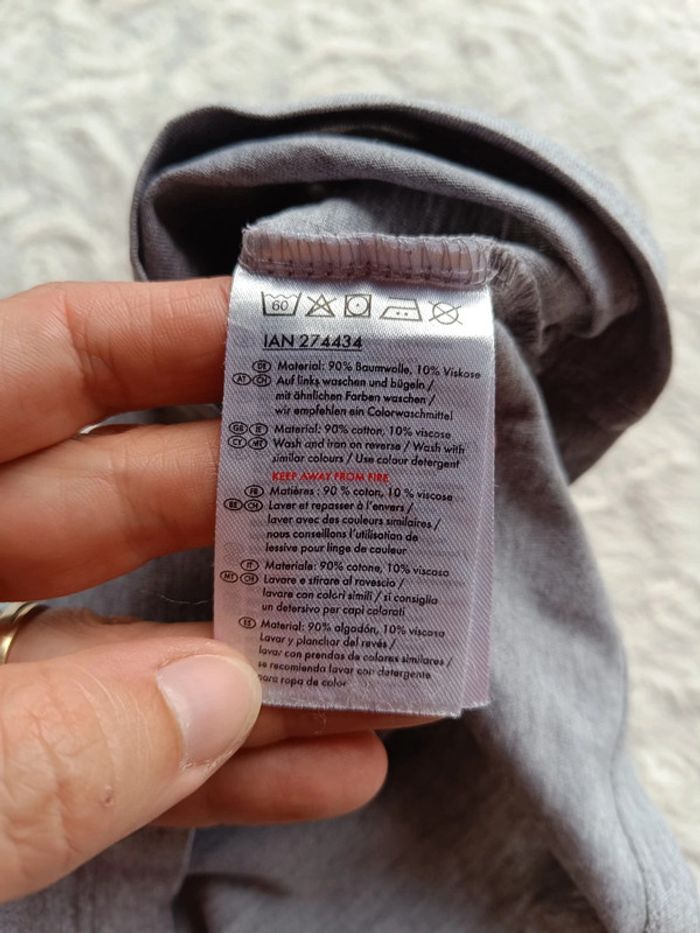 60
IAN 274434
DE Material: 90% Baumwolle, 10% Viskose
AT CH Auf links waschen und bügeln /
mit ähnlichen Farben waschen /
wir empfehlen ein Colorwaschmittel
GB IE Material: 90% cotton, 10% viscose
CY MT Wash and iron on reverse / Wash with
similar colours / Use colour detergent
KEEP AWAY FROM FIRE
FR Matières : 90 % coton, 10 % viscose
BE CH Laver et repasser à l'envers /
laver avec des couleurs similaires /
nous conseillons l'utilisation de
lessive pour linge de couleur
IT Materiale: 90% cotone, 10% viscosa
MT CH Lavare e stirare al rovescio /
lavare con colori simili / si consiglia
un detersivo per capi colorati
ES Material: 90% algodón, 10% viscosa
Lavar y planchar del revés /
lavar con prendas de colores similares /
se recomienda lavar con detergente
para ropa de color